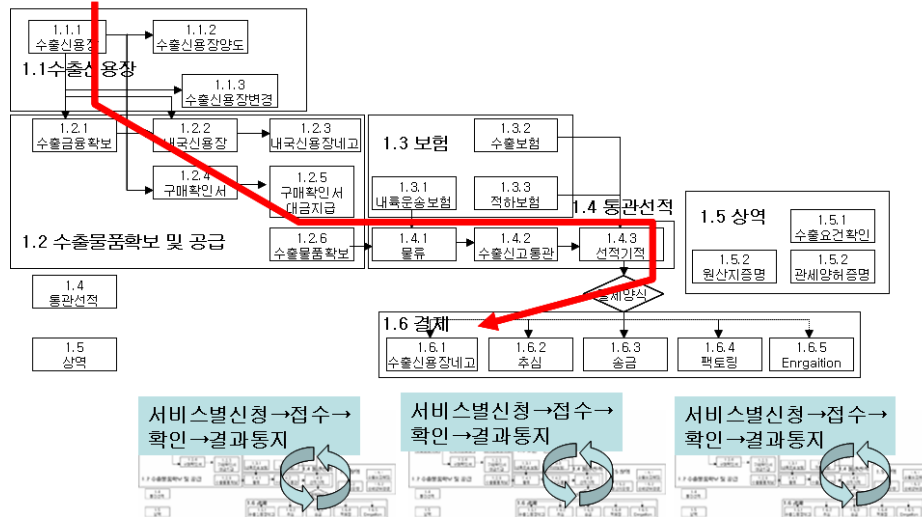 1.1.1
수출신용장
1.1.2
수출신용장양도
1.1수출신용장
1.1.3
수출신용장변경
1.2.1
수출금융확보
1.2.2
내국신용장
1.2.3
내국신용장네고
1.2.4
구매확인서
1.2.5
구매확인서
대금지급
1.2 수출물품확보 및 공급
1.2.6
수출물품확보
1.3 보험
1.3.2
수출보험
1.3.1
내륙운송보험
1.3.3
적하보험
1.4 통관선적
1.4.1
물류
1.4.2
수출신고통관
1.4.3
선적기적
1.5 상역
1.5.1
수출요건확인
1.5.2
원산지증명
1.5.2
관세양허증명
1.4
통관선적
1.5
상역
결제양식
1.6 결제
1.6.1
수출신용장네고
1.6.2
추심
1.6.3
송금
1.6.4
팩토링
1.6.5
Enrgaition
서비스별신청→접수→
확인→결과통지
서비스별신청→접수→
확인→결과통지
서비스별신청→접수→
확인→결과통지